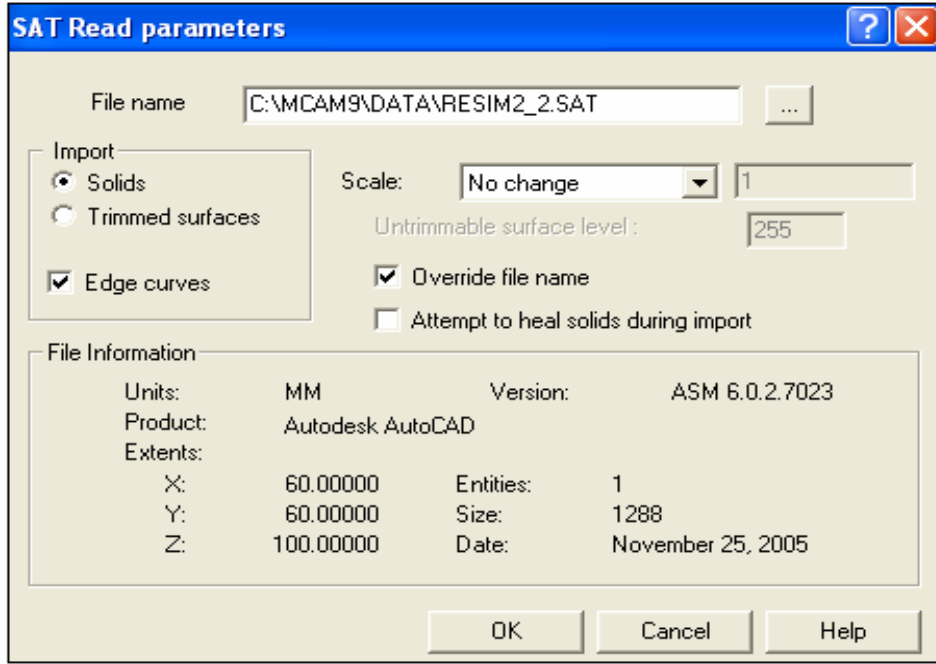 SAT Read parameters
File name C:\MCAM9\DATA\RESIM2_2.SAT ...
Import
Solids
Trimmed surfaces
Edge curves
Scale: No change 1
Untrimmable surface level : 255
Override file name
Attempt to heal solids during import
File Information
Units: MM Version: ASM 6.0.2.7023
Product: Autodesk AutoCAD
Extents:
X: 60.00000 Entities: 1
Y: 60.00000 Size: 1288
Z: 100.00000 Date: November 25, 2005
OK Cancel Help